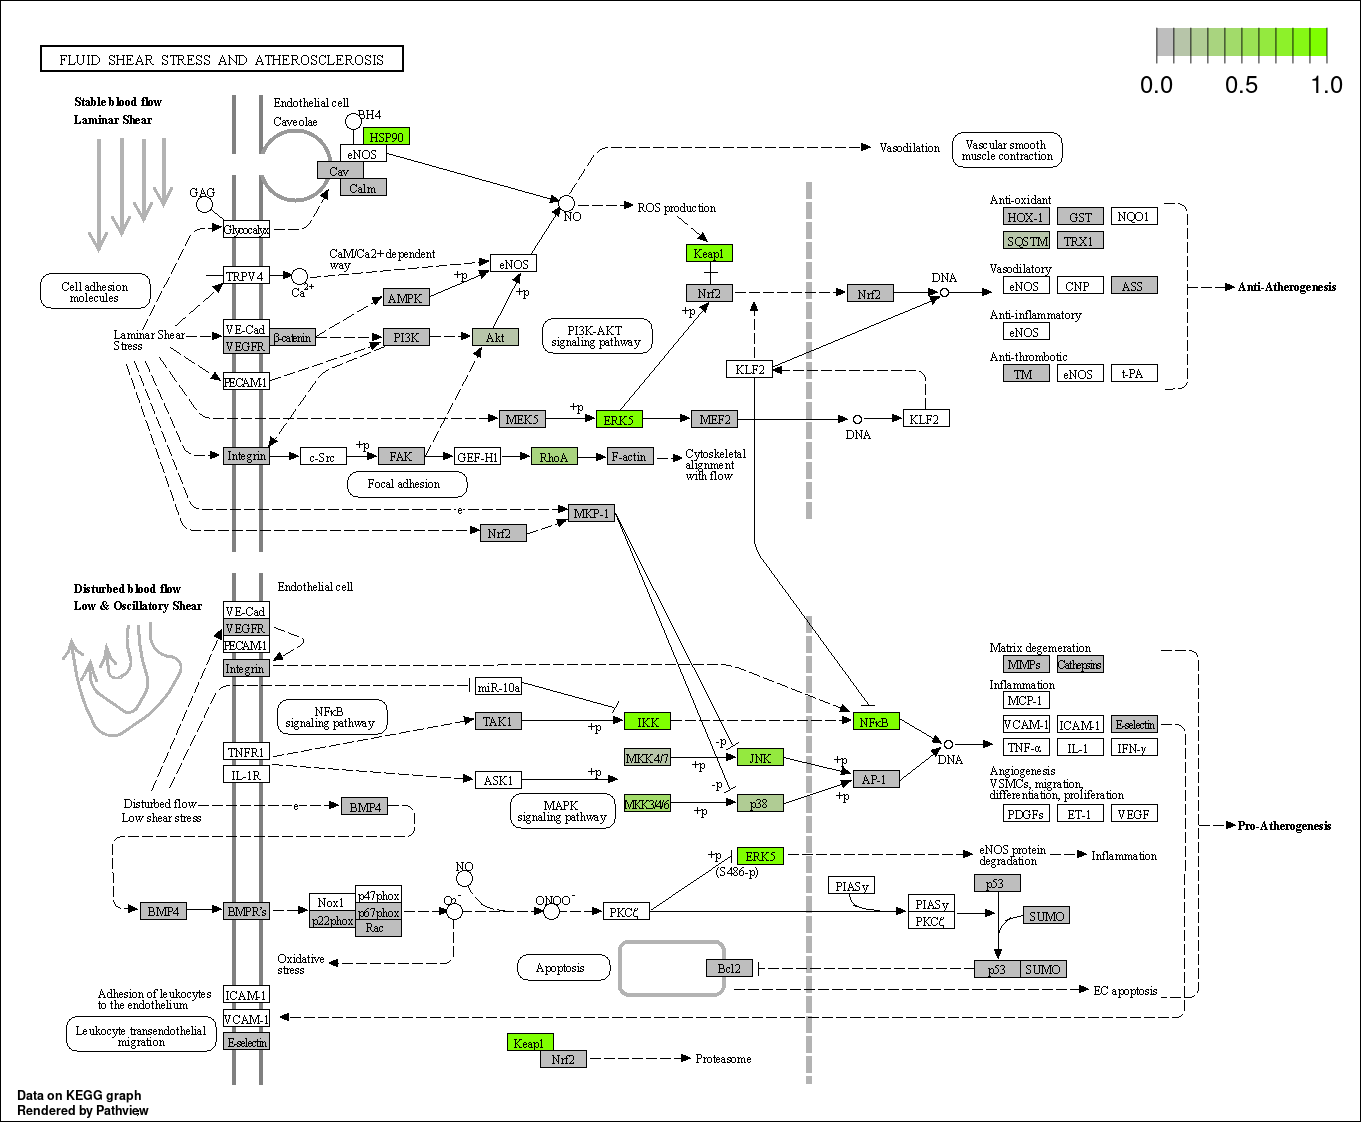 FLUID SHEAR STRESS AND ATHEROSCLEROSIS
0.0
0.5
1.0
Stable blood flow
Laminar Shear
Endothelial cell
Caveolae
BH4
HSP90
eNOS
Cav
Calm
Vasodilation
Vascular smooth
muscle contraction
GAG
Glycocalyx
NO
ROS production
Anti-oxidant
HOX-1
GST
NQO1
SQSTM
TRX1
CaM/Ca2+ dependent
way
TRPV4
Ca2+
eNOS
+p
+p
Keap1
Nrf2
+p
Nrf2
DNA
Vasodilatory
eNOS
CNP
ASS
Anti-Atherogenesis
Cell adhesion
molecules
AMPK
Laminar Shear
Stress
VE-Cad
VEGFR
β-catenin
PI3K
Akt
PI3K-AKT
signaling pathway
Anti-inflammatory
eNOS
Anti-thrombotic
TM
eNOS
t-PA
PECAM-1
KLF2
MEK5
+p
ERK5
MEF2
DNA
KLF2
Integrin
c-Src
+p
FAK
GEF-H1
RhoA
F-actin
Cytoskeletal
alignment
with flow
Focal adhesion
e
MKP-1
Nrf2
Disturbed blood flow
Low & Oscillatory Shear
Endothelial cell
VE-Cad
VEGFR
PECAM-1
Integrin
Matrix degeneration
MMPs
Cathepsins
Inflammation
MCP-1
VCAM-1
ICAM-1
E-selectin
TNF-α
IL-1
IFN-γ
miR-10a
NFκB
signaling pathway
TAK1
+p
IKK
NFκB
TNFR1
IL-1R
MKK4/7
+p
-p
JNK
+p
DNA
ASK1
+p
AP-1
Angiogenesis
VSMCs, migration,
differentiation, proliferation
PDGFs
ET-1
VEGF
MAPK
signaling pathway
MKK3/4/6
+p
-p
p38
+p
Pro-Atherogenesis
Disturbed flow
Low shear stress
e
BMP4
+p
(S486-p)
ERK5
eNOS protein
degradation
Inflammation
NO
BMP4
BMPR's
Nox1
p22phox
p47phox
p67phox
Rac
O2-
ONOO-
PKCζ
PIASy
PIASy
PKCζ
p53
SUMO
Oxidative
stress
Apoptosis
Bcl2
p53
SUMO
EC apoptosis
Adhesion of leukocytes
to the endothelium
ICAM-1
VCAM-1
E-selectin
Leukocyte transendothelial
migration
Keap1
Nrf2
Proteasome
Data on KEGG graph
Rendered by Pathview